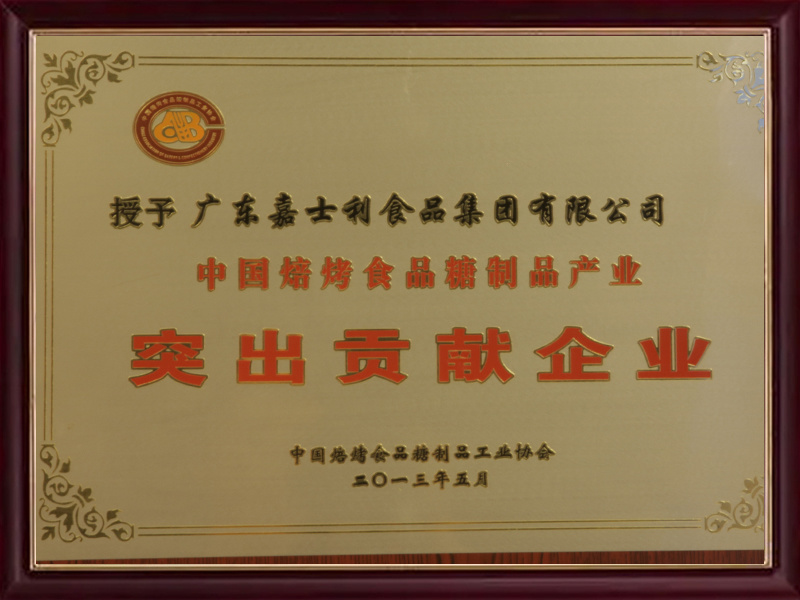 授予 广东嘉士利食品集团有限公司
中国焙烤食品糖制品产业
突出贡献企业
中国焙烤食品糖制品工业协会
二〇一三年五月